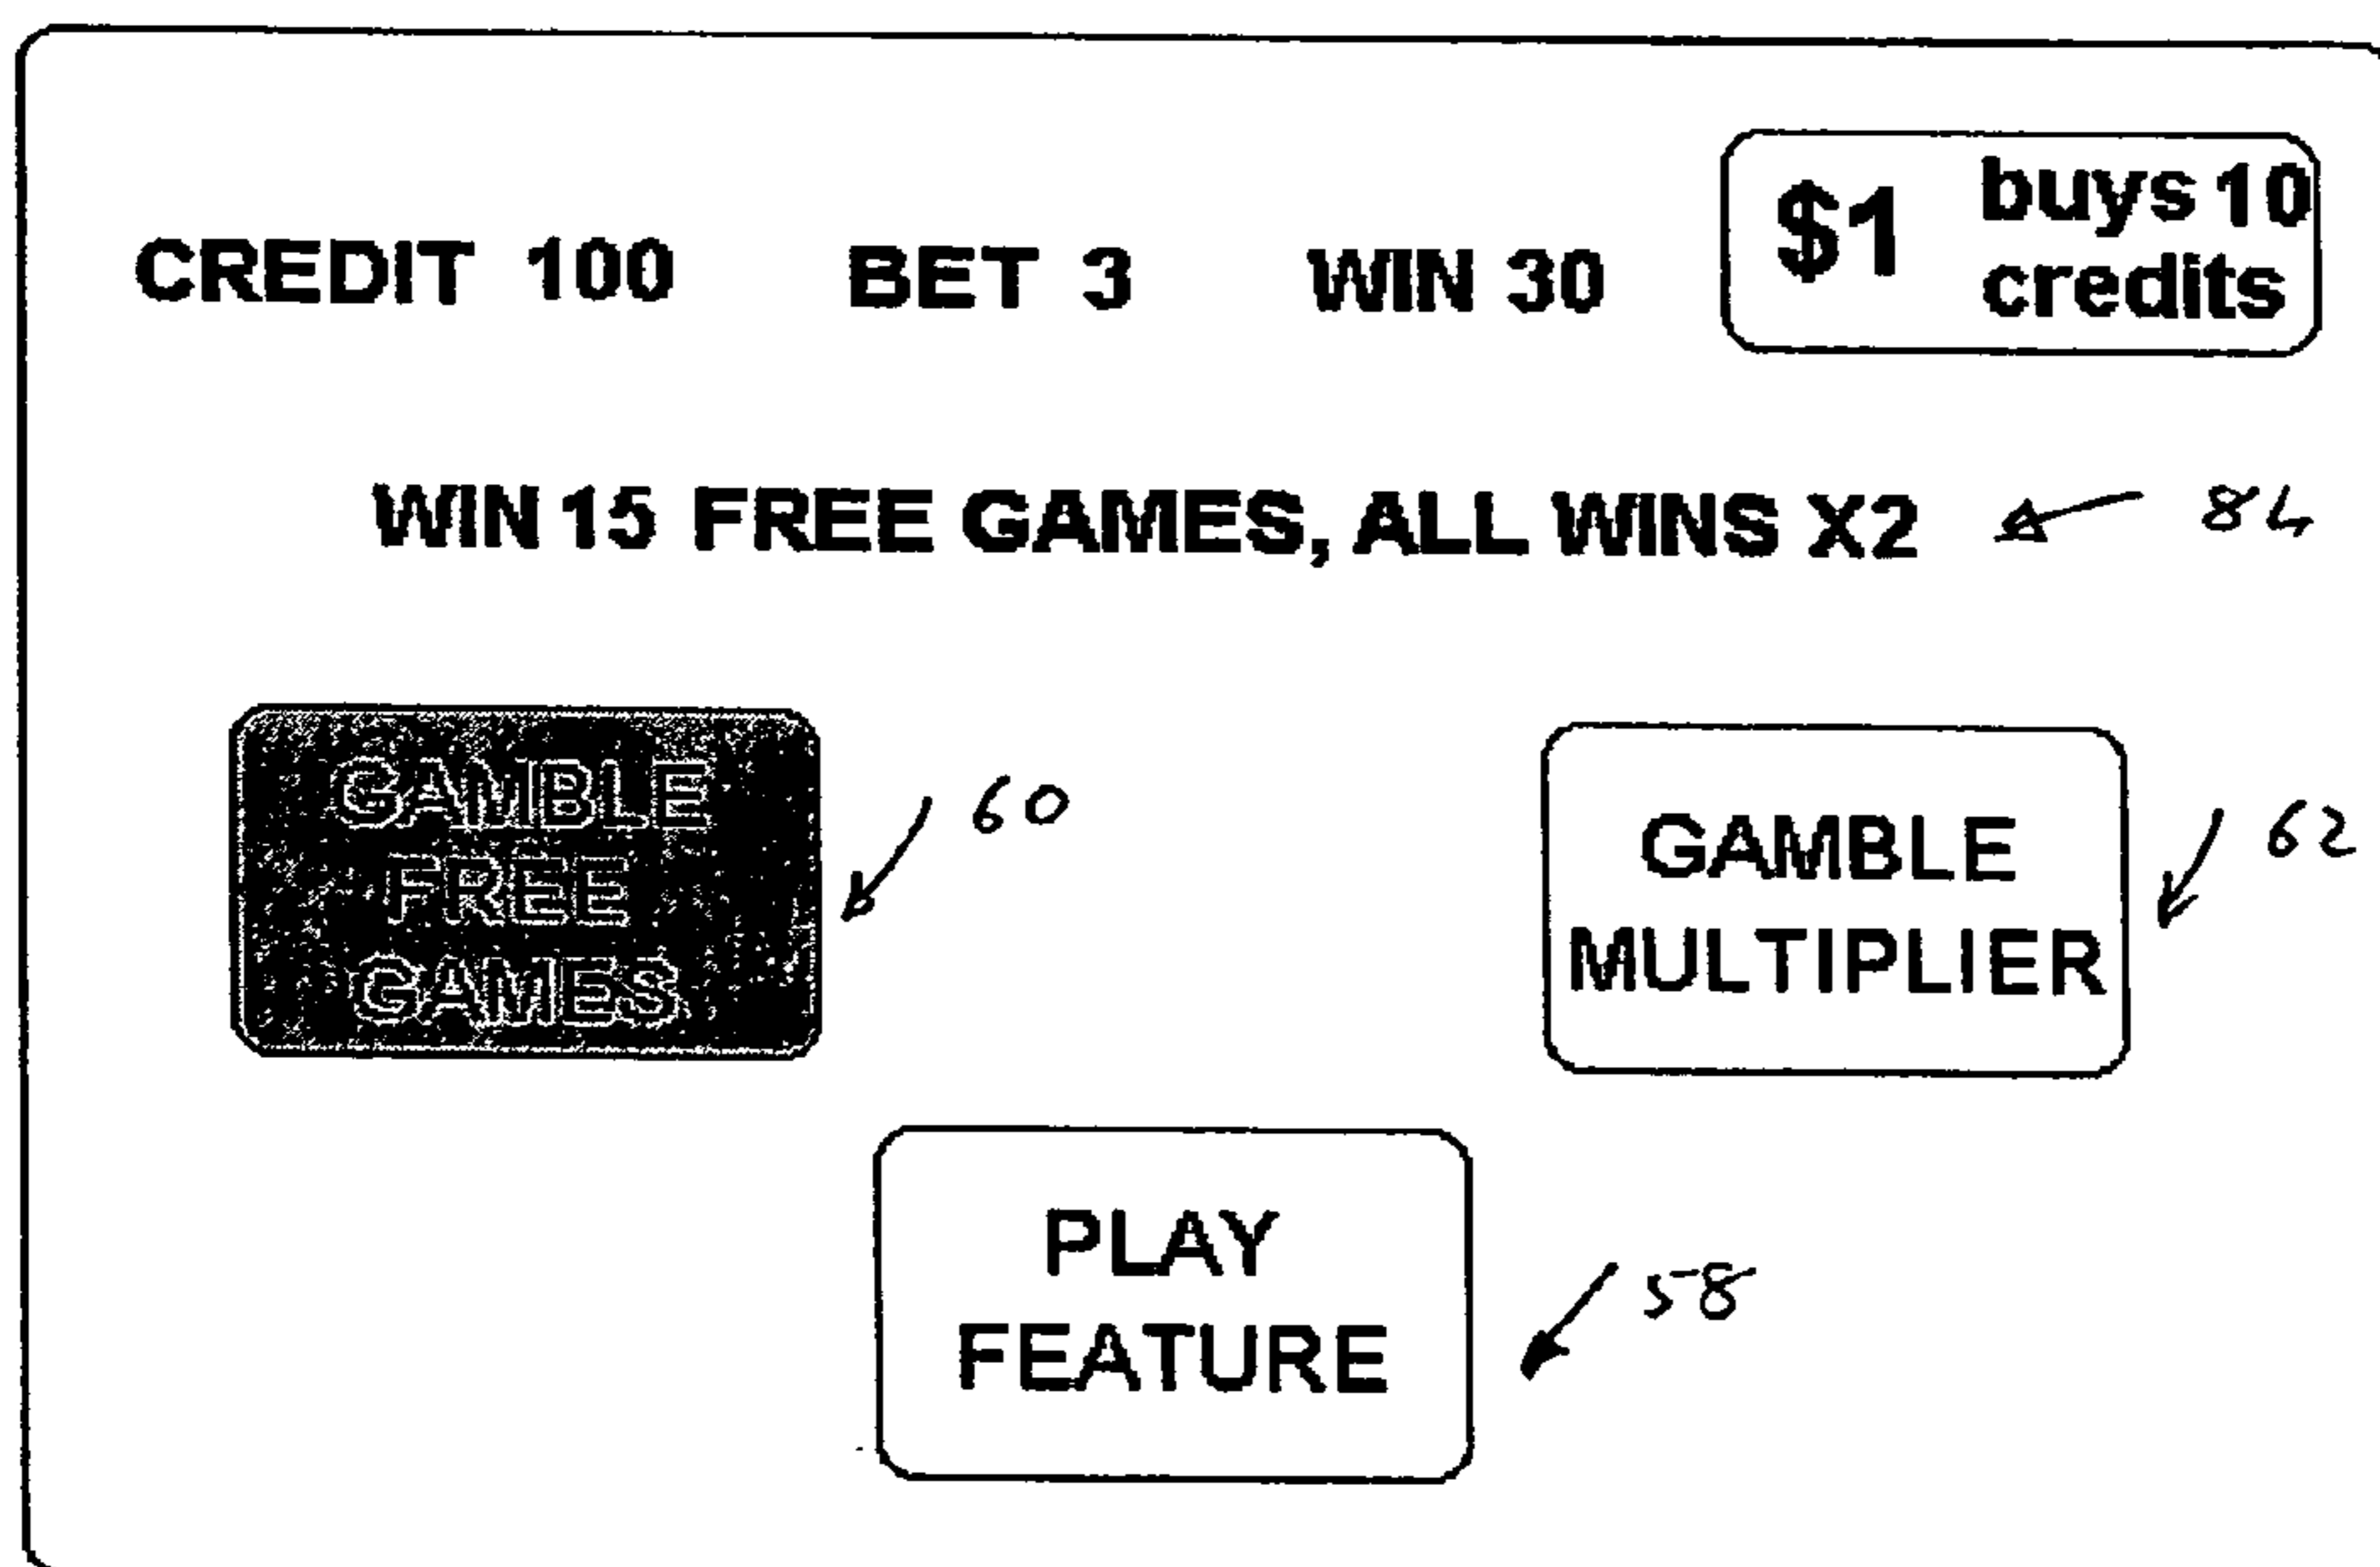 CREDIT 100 BET 3 WIN 30 $1 buys 10
credits
WIN 15 FREE GAMES, ALL WINS X2 84
GAMBLE
FREE
GAMES
60
GAMBLE
MULTIPLIER
62
PLAY
FEATURE
58